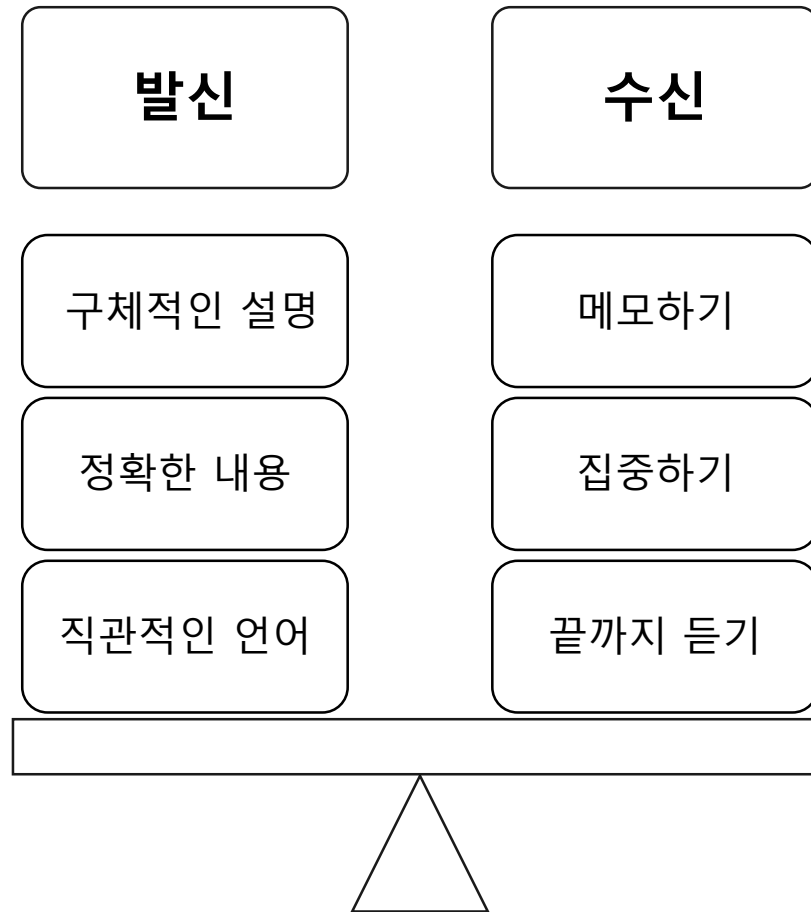 발신
수신
구체적인 설명
메모하기
정확한 내용
집중하기
직관적인 언어
끝까지 듣기